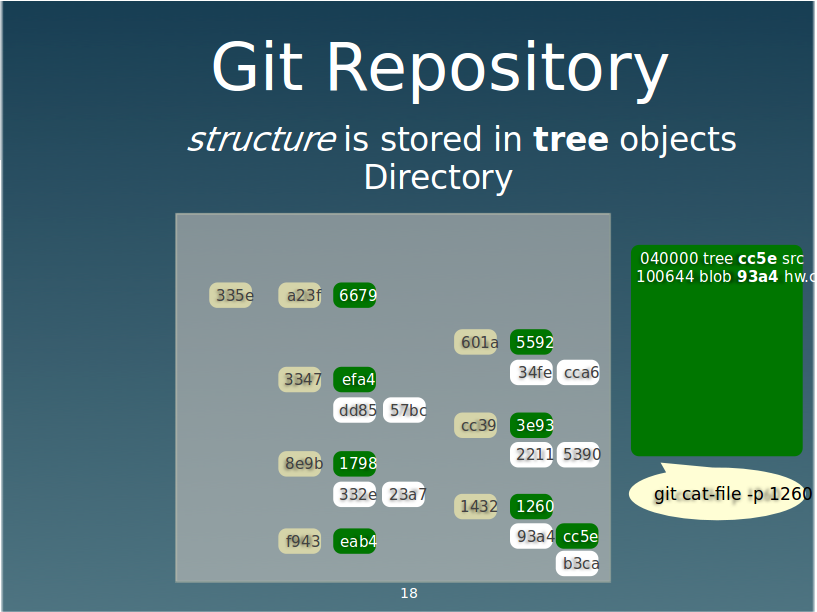 Git Repository
structure is stored in tree objects
Directory
040000 tree cc5e src
100644 blob 93a4 hw.c
335e a23f 6679
601a 5592
34fe cca6
3347 efa4
dd85 57bc
cc39 3e93
2211 5390
8e9b 1798
332e 23a7
git cat-file -p 1260
1432 1260
93a4 cc5e
f943 eab4
b3ca
18